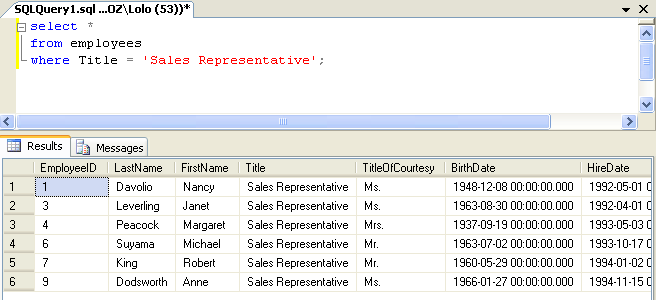 SQLQuery1.sql ...OZ\Lolo (53))*
select *
from employees
where Title = 'Sales Representative';
Results Messages
EmployeeID LastName FirstName Title TitleOfCourtesy BirthDate HireDate
1 1 Davolio Nancy Sales Representative Ms. 1948-12-08 00:00:00.000 1992-05-01 0
2 3 Leverling Janet Sales Representative Ms. 1963-08-30 00:00:00.000 1992-04-01 0
3 4 Peacock Margaret Sales Representative Mrs. 1937-09-19 00:00:00.000 1993-05-03 0
4 6 Suyama Michael Sales Representative Mr. 1963-07-02 00:00:00.000 1993-10-17 0
5 7 King Robert Sales Representative Mr. 1960-05-29 00:00:00.000 1994-01-02 0
6 9 Dodsworth Anne Sales Representative Ms. 1966-01-27 00:00:00.000 1994-11-15 0